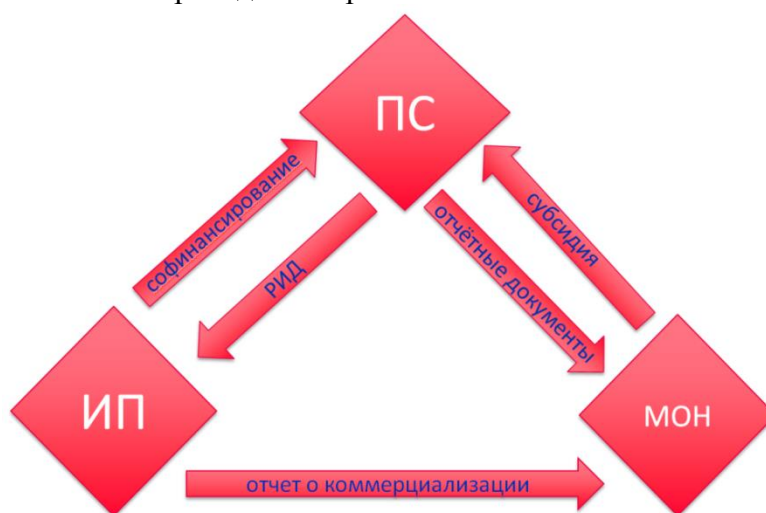 ПС
софинансирование
РИД
отчётные документы
субсидия
ИП
МОН
отчет о коммерциализации